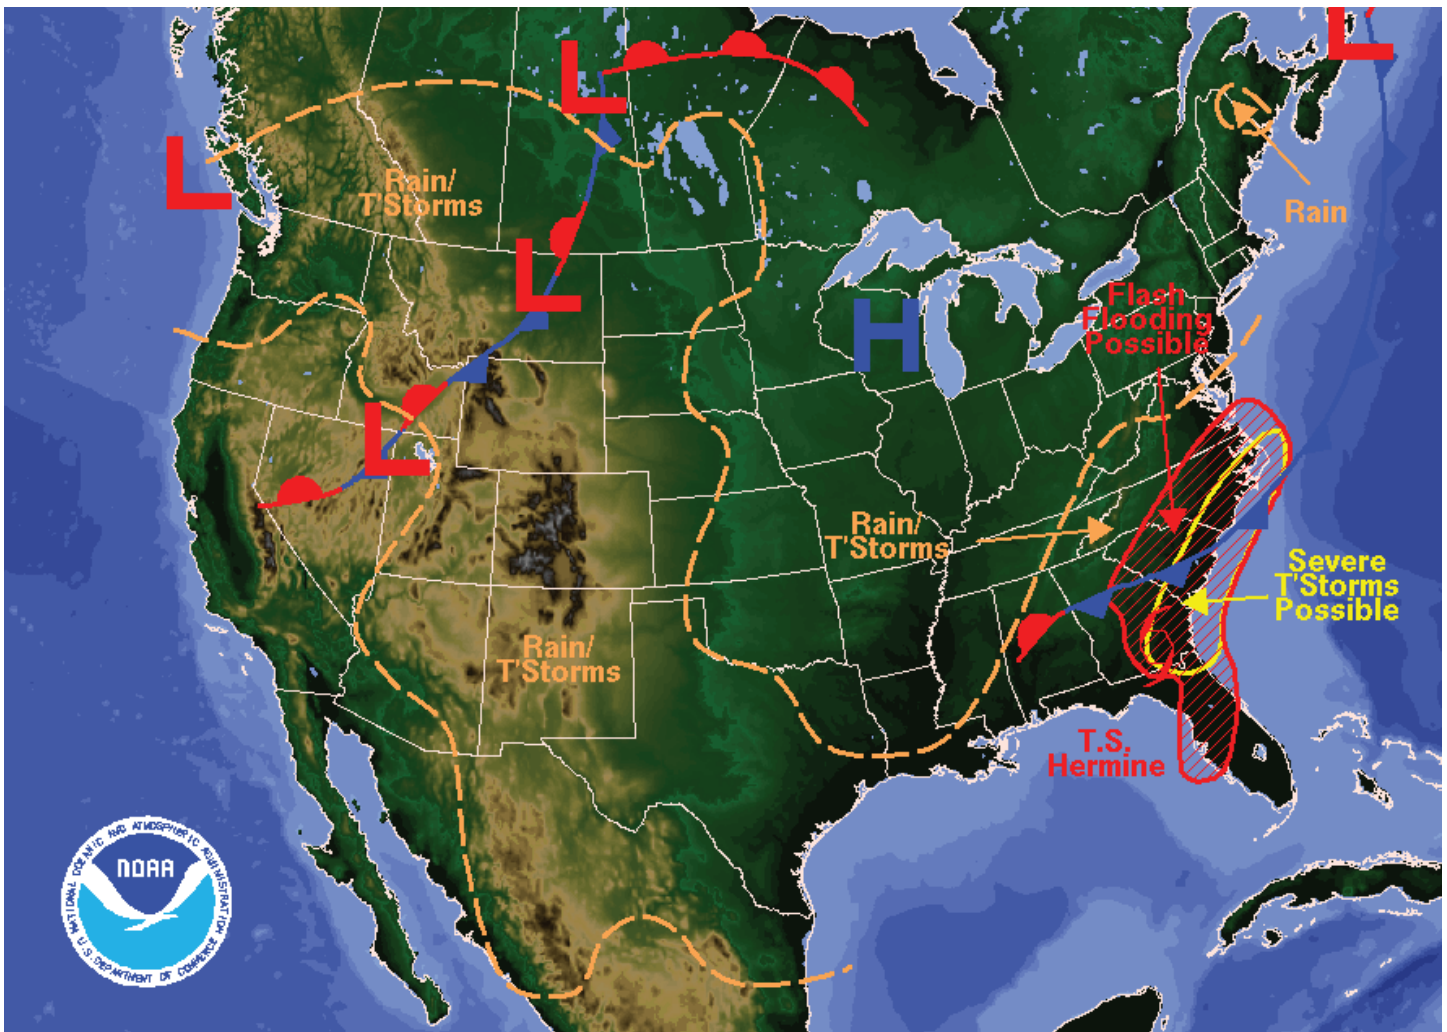 L
L
L
Rain/
T'Storms
Rain
L
Flash
Flooding
Possible
H
L
Rain/
T'Storms
Severe
T'Storms
Possible
Rain/
T'Storms
T.S.
Hermine
NATIONAL OCEANIC AND ATMOSPHERIC ADMINISTRATION
NOAA
U.S. DEPARTMENT OF COMMERCE